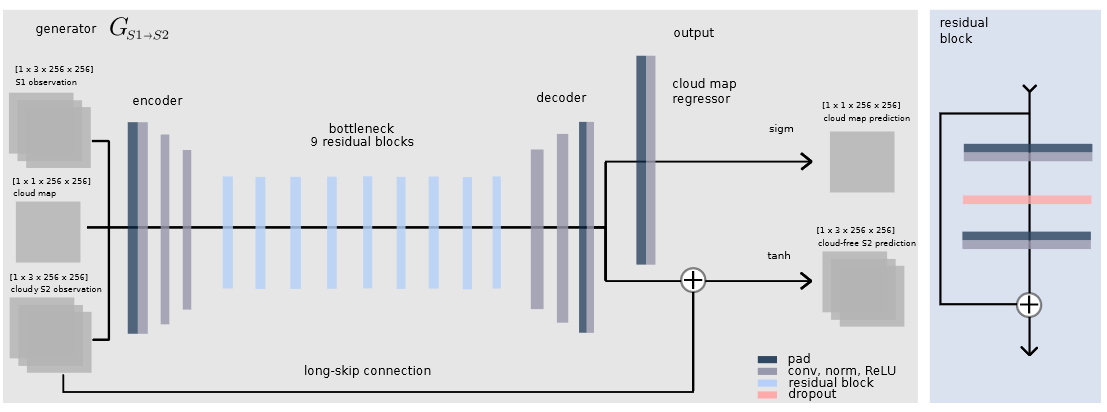 generator G_{S1→S2}
[1 x 3 x 256 x 256]
S1 observation
[1 x 1 x 256 x 256]
cloud map
[1 x 3 x 256 x 256]
cloudy S2 observation
encoder
bottleneck
9 residual blocks
decoder
output
cloud map
regressor
sigm
tanh
[1 x 1 x 256 x 256]
cloud map prediction
[1 x 3 x 256 x 256]
cloud-free S2 prediction
long-skip connection
pad
conv, norm, ReLU
residual block
dropout
residual
block